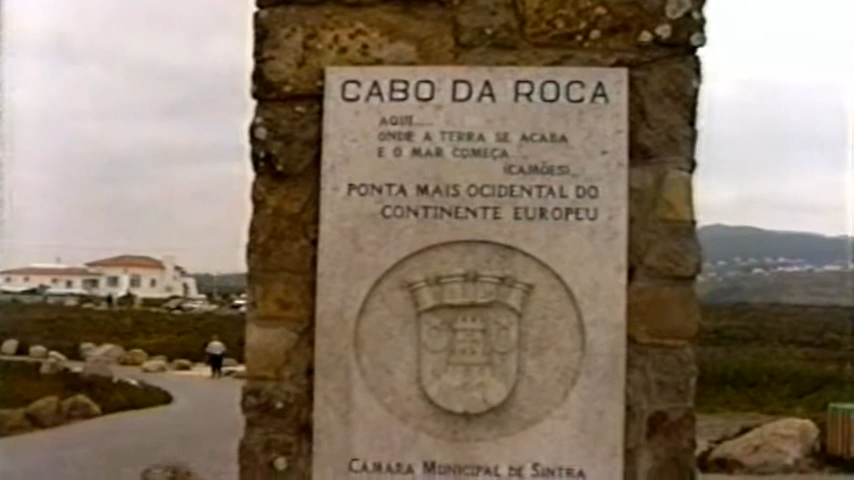 CABO DA ROCA
AQUI...
ONDE A TERRA SE ACABA
E O MAR COMEÇA
(CAMÕES)...
PONTA MAIS OCIDENTAL DO
CONTINENTE EUROPEU
CÂMARA MUNICIPAL DE SINTRA